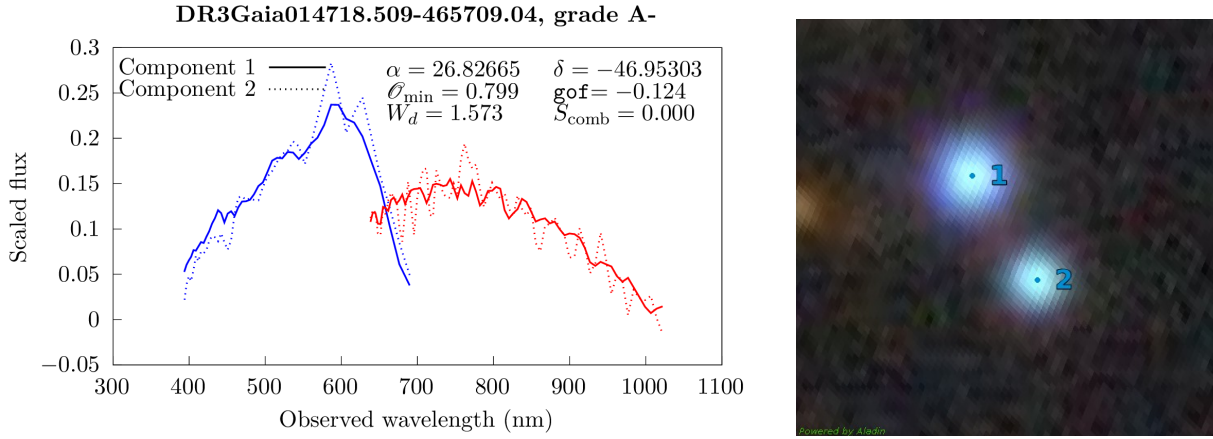 DR3Gaia014718.509-465709.04, grade A-
Component 1
Component 2
α = 26.82665
δ = −46.95303
𝒪min = 0.799
gof= −0.124
Wd = 1.573
Scomb = 0.000
Scaled flux
0.3
0.25
0.2
0.15
0.1
0.05
0
−0.05
300 400 500 600 700 800 900 1000 1100
Observed wavelength (nm)
1
2
Powered by Aladin